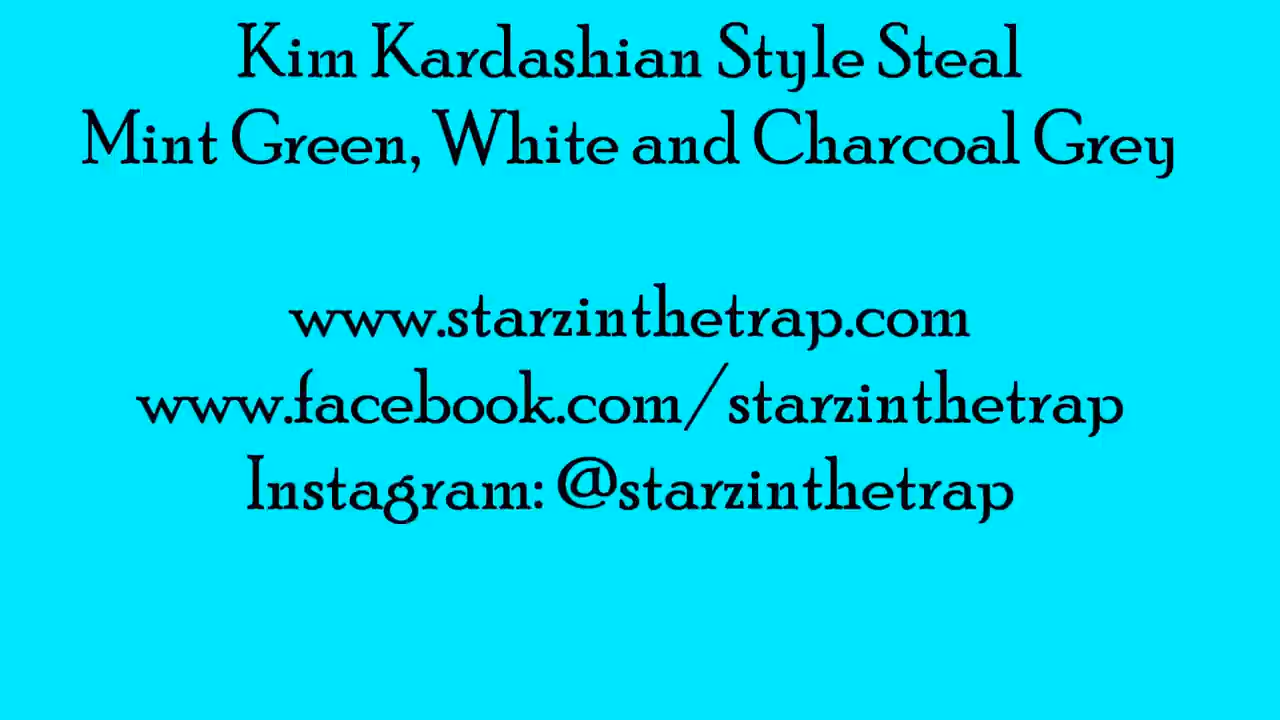 Kim Kardashian Style Steal
Mint Green, White and Charcoal Grey
www.starzinthetrap.com
www.facebook.com/starzinthetrap
Instagram: @starzinthetrap